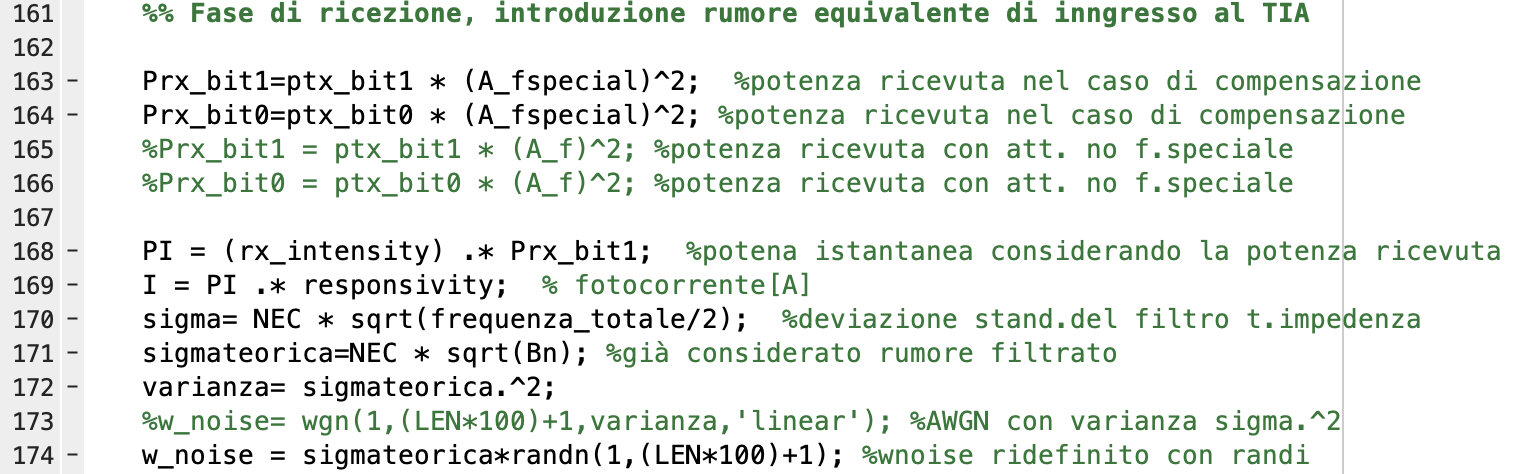 161 %% Fase di ricezione, introduzione rumore equivalente di inngresso al TIA
162
163 - Prx_bit1=ptx_bit1 * (A_fspecial)^2;  %potenza ricevuta nel caso di compensazione
164 - Prx_bit0=ptx_bit0 * (A_fspecial)^2; %potenza ricevuta nel caso di compensazione
165 %Prx_bit1 = ptx_bit1 * (A_f)^2; %potenza ricevuta con att. no f.speciale
166 %Prx_bit0 = ptx_bit0 * (A_f)^2; %potenza ricevuta con att. no f.speciale
167
168 - PI = (rx_intensity) .* Prx_bit1;  %potena istantanea considerando la potenza ricevuta
169 - I = PI .* responsivity;  % fotocorrente[A]
170 - sigma= NEC * sqrt(frequenza_totale/2);  %deviazione stand.del filtro t.impedenza
171 - sigmateorica=NEC * sqrt(Bn); %già considerato rumore filtrato
172 - varianza= sigmateorica.^2;
173 %w_noise= wgn(1,(LEN*100)+1,varianza,'linear'); %AWGN con varianza sigma.^2
174 - w_noise = sigmateorica*randn(1,(LEN*100)+1); %wnoise ridefinito con randi